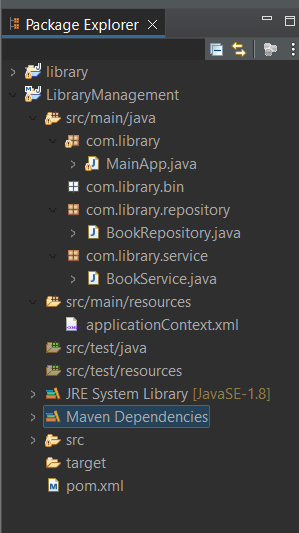 Package Explorer
library
LibraryManagement
src/main/java
com.library
MainApp.java
com.library.bin
com.library.repository
BookRepository.java
com.library.service
BookService.java
src/main/resources
applicationContext.xml
src/test/java
src/test/resources
JRE System Library [JavaSE-1.8]
Maven Dependencies
src
target
pom.xml